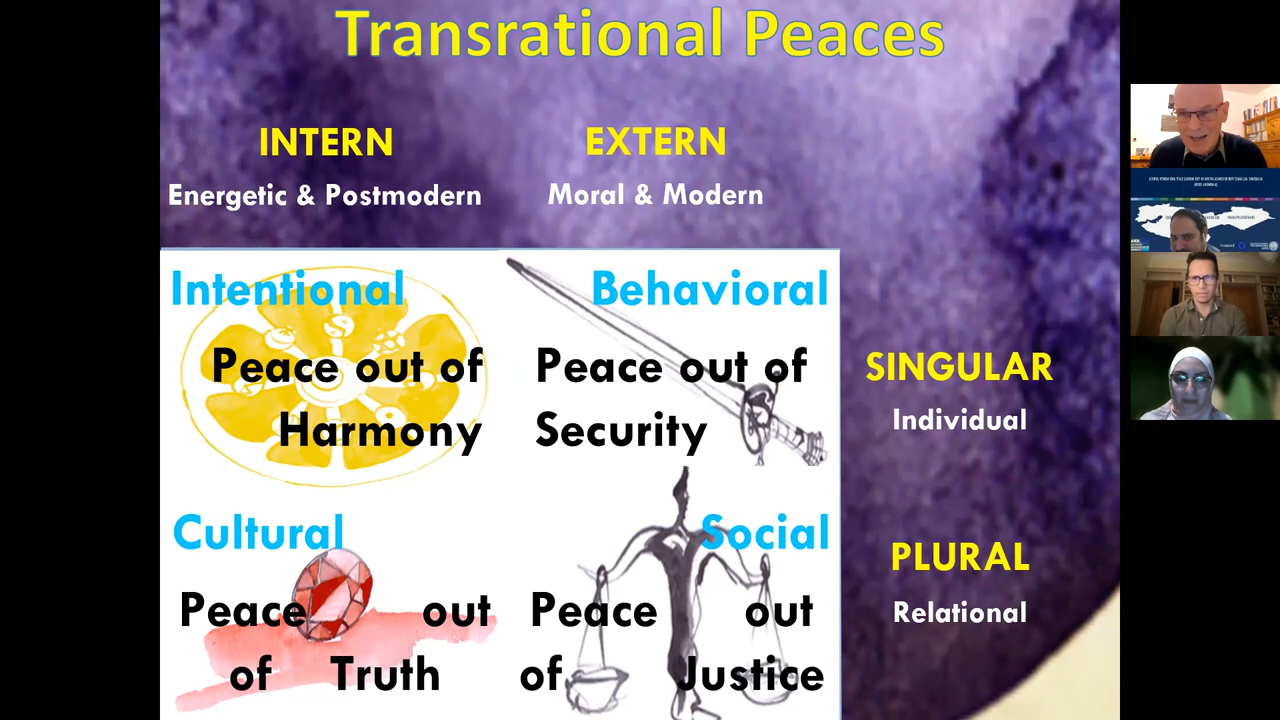 Transrational Peaces
INTERN
EXTERN
Energetic & Postmodern
Moral & Modern
Intentional
Peace out of
Harmony
Behavioral
Peace out of
Security
SINGULAR
Individual
Cultural
Peace out
of Truth
Social
Peace out
of Justice
PLURAL
Relational